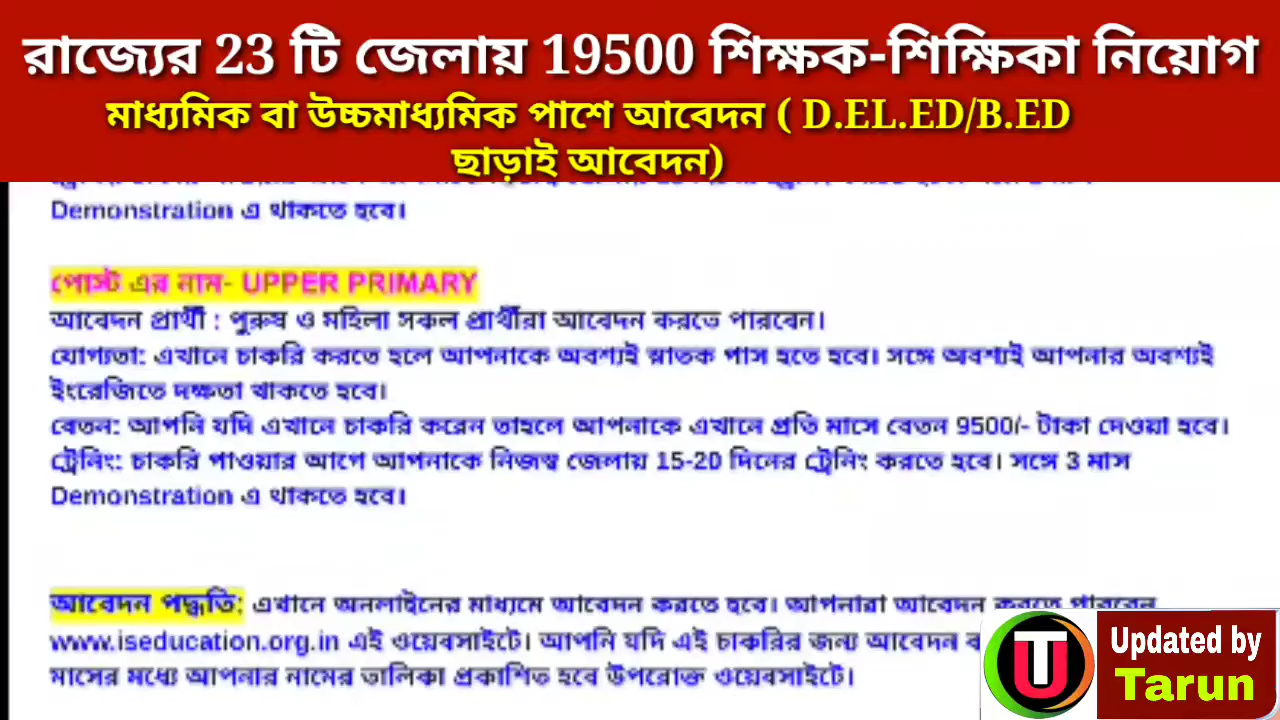 রাজ্যের 23 টি জেলায় 19500 শিক্ষক-শিক্ষিকা নিয়োগ
মাধ্যমিক বা উচ্চমাধ্যমিক পাশে আবেদন ( D.EL.ED/B.ED
ছাড়াই আবেদন)
Demonstration এ থাকতে হবে।
পোস্ট এর নাম- UPPER PRIMARY
আবেদন প্রার্থী : পুরুষ ও মহিলা সকল প্রার্থীরা আবেদন করতে পারবেন।
যোগ্যতা: এখানে চাকরি করতে হলে আপনাকে অবশ্যই স্নাতক পাস হতে হবে। সঙ্গে অবশ্যই আপনার অবশ্যই
ইংরেজিতে দক্ষতা থাকতে হবে।
বেতন: আপনি যদি এখানে চাকরি করেন তাহলে আপনাকে এখানে প্রতি মাসে বেতন 9500/- টাকা দেওয়া হবে।
ট্রেনিং: চাকরি পাওয়ার আগে আপনাকে নিজস্ব জেলায় 15-20 দিনের ট্রেনিং করতে হবে। সঙ্গে 3 মাস
Demonstration এ থাকতে হবে।
আবেদন পদ্ধতি: এখানে অনলাইনের মাধ্যমে আবেদন করতে হবে। আপনারা আবেদন করতে পারবেন
www.iseducation.org.in এই ওয়েবসাইটে। আপনি যদি এই চাকরির জন্য আবেদন
মাসের মধ্যে আপনার নামের তালিকা প্রকাশিত হবে উপরোক্ত ওয়েবসাইটে।
TU
Updated by
Tarun